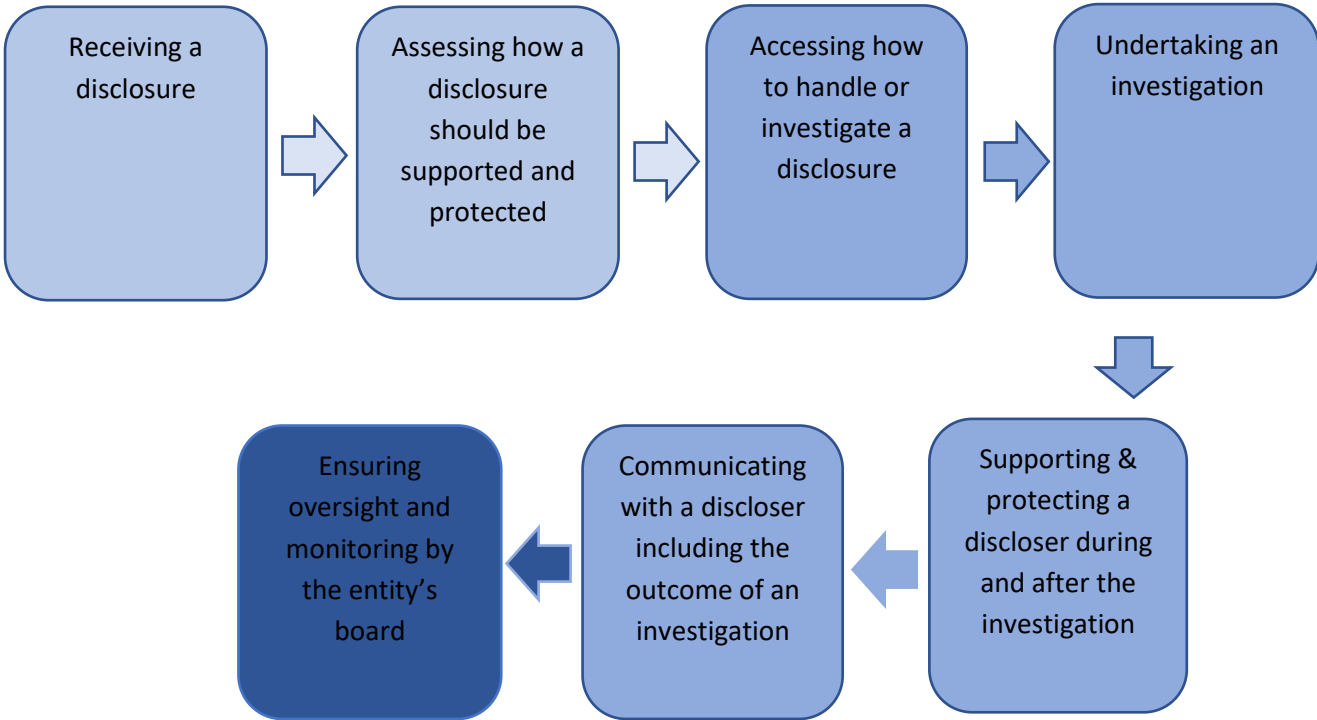 Receiving a
disclosure
Assessing how a
disclosure
should be
supported and
protected
Accessing how
to handle or
investigate a
disclosure
Undertaking an
investigation
Supporting &
protecting a
discloser during
and after the
investigation
Communicating
with a discloser
including the
outcome of an
investigation
Ensuring
oversight and
monitoring by
the entity’s
board